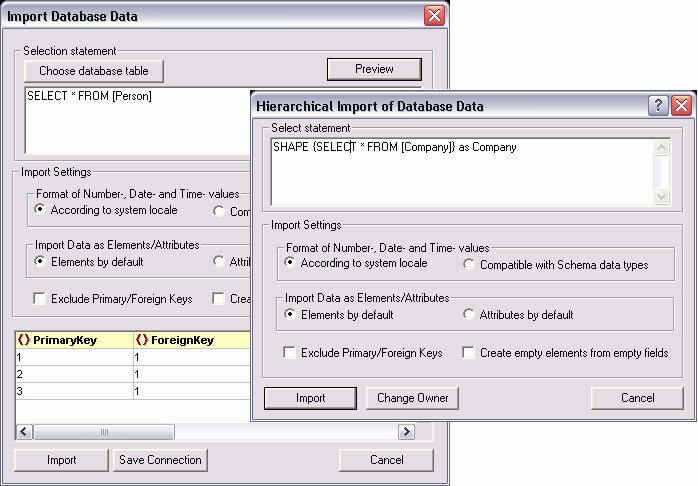 Import Database Data
Selection statement
Choose database table
Preview
SELECT * FROM [Person]
Import Settings
Format of Number-, Date- and Time- values
According to system locale
Com
Import Data as Elements/Attributes
Elements by default
Attri
Exclude Primary/Foreign Keys
Crea
PrimaryKey
ForeignKey
1 1
2 1
3 1
Import
Save Connection
Cancel
Hierarchical Import of Database Data
Select statement
SHAPE {SELECT * FROM [Company]} as Company
Import Settings
Format of Number-, Date- and Time- values
According to system locale
Compatible with Schema data types
Import Data as Elements/Attributes
Elements by default
Attributes by default
Exclude Primary/Foreign Keys
Create empty elements from empty fields
Import
Change Owner
Cancel